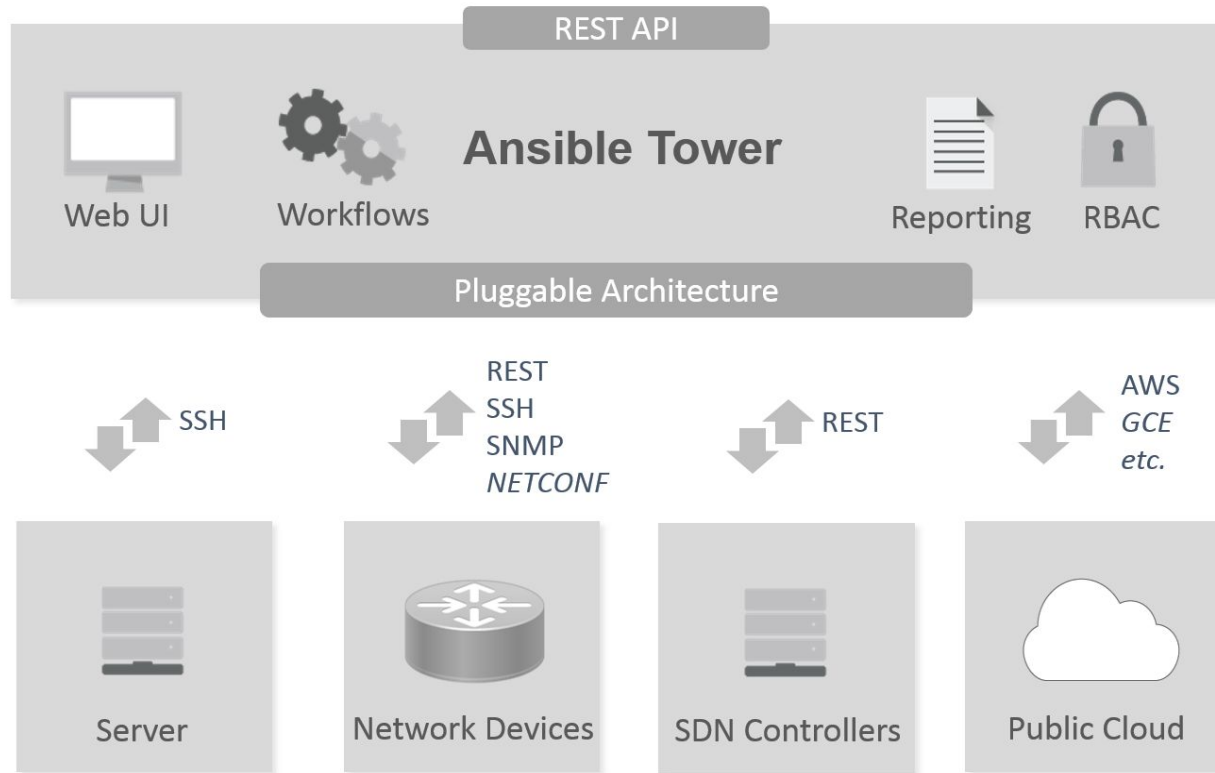 REST API
Ansible Tower
Web UI
Workflows
Reporting
RBAC
Pluggable Architecture
SSH
REST
SSH
SNMP
NETCONF
REST
AWS
GCE
etc.
Server
Network Devices
SDN Controllers
Public Cloud